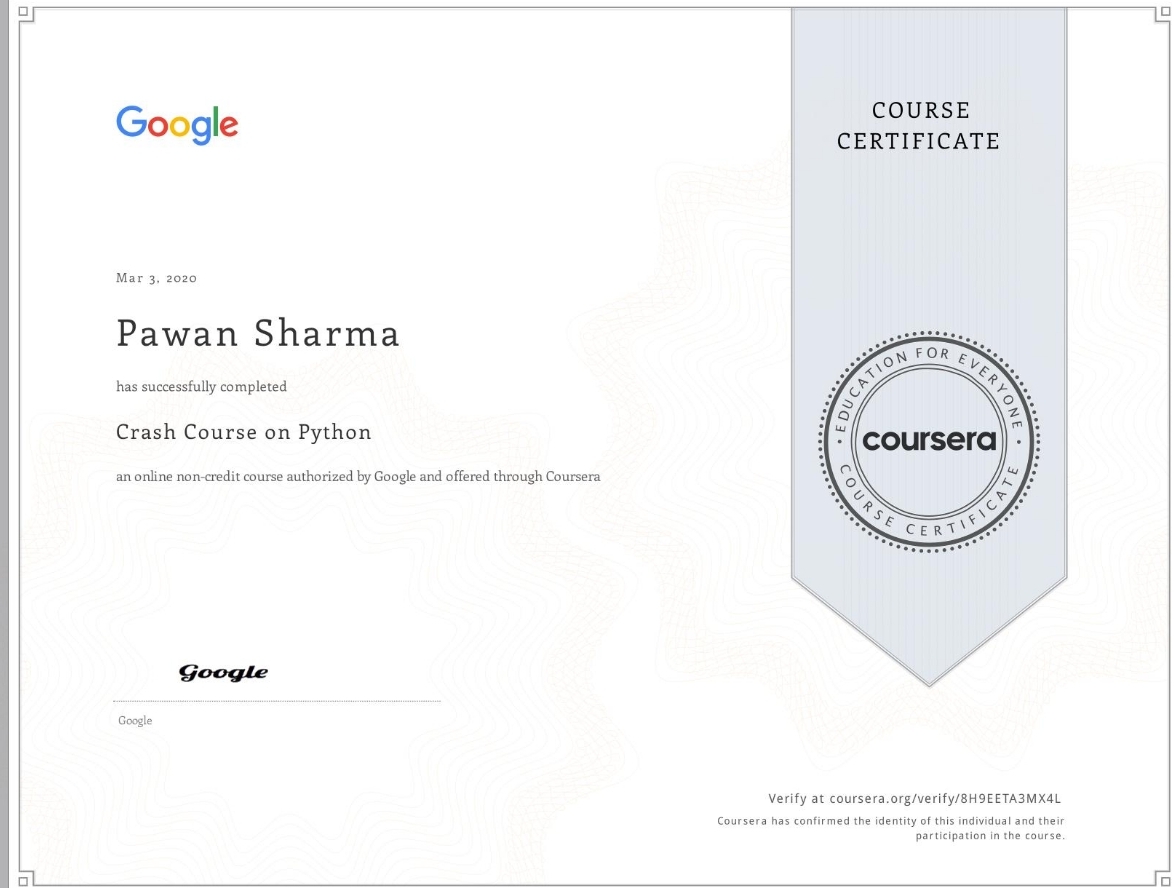 Google
COURSE
CERTIFICATE
Mar 3, 2020
Pawan Sharma
has successfully completed
Crash Course on Python
an online non-credit course authorized by Google and offered through Coursera
EDUCATION FOR EVERYONE
coursera
COURSE CERTIFICATE
Google
Google
Verify at coursera.org/verify/8H9EETA3MX4L
Coursera has confirmed the identity of this individual and their
participation in the course.